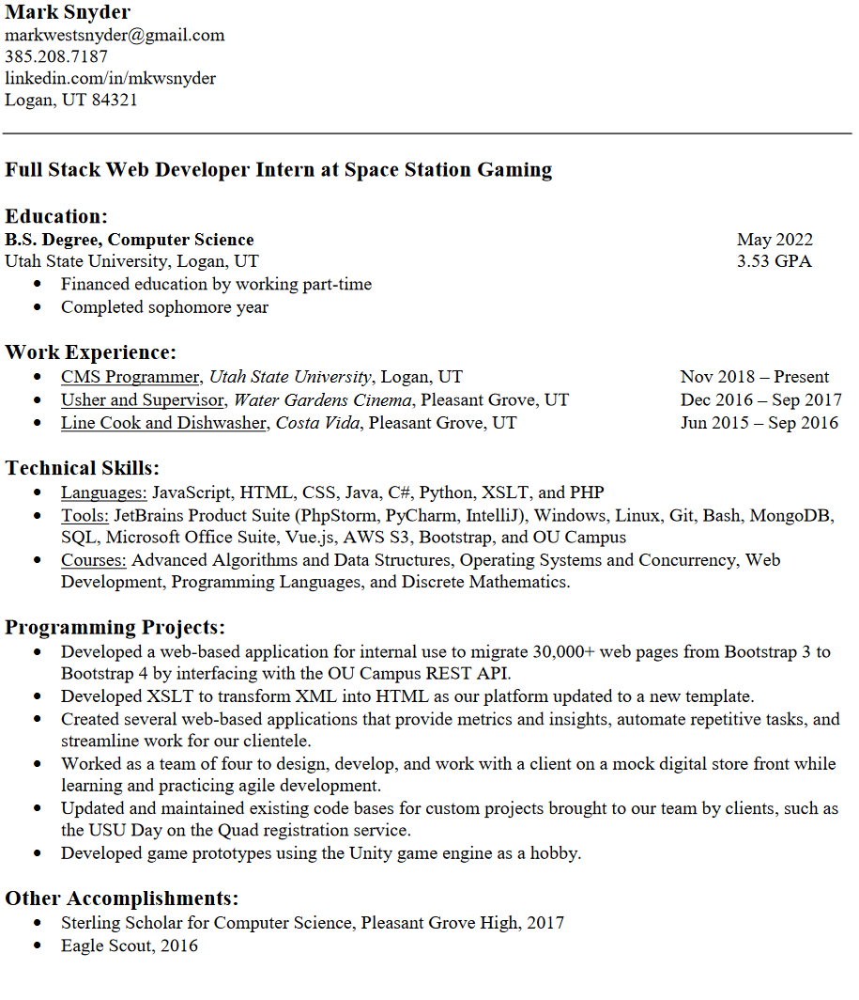 Mark Snyder
markwestsnyder@gmail.com
385.208.7187
linkedin.com/in/mkwsnyder
Logan, UT 84321
Full Stack Web Developer Intern at Space Station Gaming
Education:
B.S. Degree, Computer Science May 2022
Utah State University, Logan, UT 3.53 GPA
• Financed education by working part-time
• Completed sophomore year
Work Experience:
• CMS Programmer, Utah State University, Logan, UT Nov 2018 – Present
• Usher and Supervisor, Water Gardens Cinema, Pleasant Grove, UT Dec 2016 – Sep 2017
• Line Cook and Dishwasher, Costa Vida, Pleasant Grove, UT Jun 2015 – Sep 2016
Technical Skills:
• Languages: JavaScript, HTML, CSS, Java, C#, Python, XSLT, and PHP
• Tools: JetBrains Product Suite (PhpStorm, PyCharm, IntelliJ), Windows, Linux, Git, Bash, MongoDB,
SQL, Microsoft Office Suite, Vue.js, AWS S3, Bootstrap, and OU Campus
• Courses: Advanced Algorithms and Data Structures, Operating Systems and Concurrency, Web
Development, Programming Languages, and Discrete Mathematics.
Programming Projects:
• Developed a web-based application for internal use to migrate 30,000+ web pages from Bootstrap 3 to
Bootstrap 4 by interfacing with the OU Campus REST API.
• Developed XSLT to transform XML into HTML as our platform updated to a new template.
• Created several web-based applications that provide metrics and insights, automate repetitive tasks, and
streamline work for our clientele.
• Worked as a team of four to design, develop, and work with a client on a mock digital store front while
learning and practicing agile development.
• Updated and maintained existing code bases for custom projects brought to our team by clients, such as
the USU Day on the Quad registration service.
• Developed game prototypes using the Unity game engine as a hobby.
Other Accomplishments:
• Sterling Scholar for Computer Science, Pleasant Grove High, 2017
• Eagle Scout, 2016